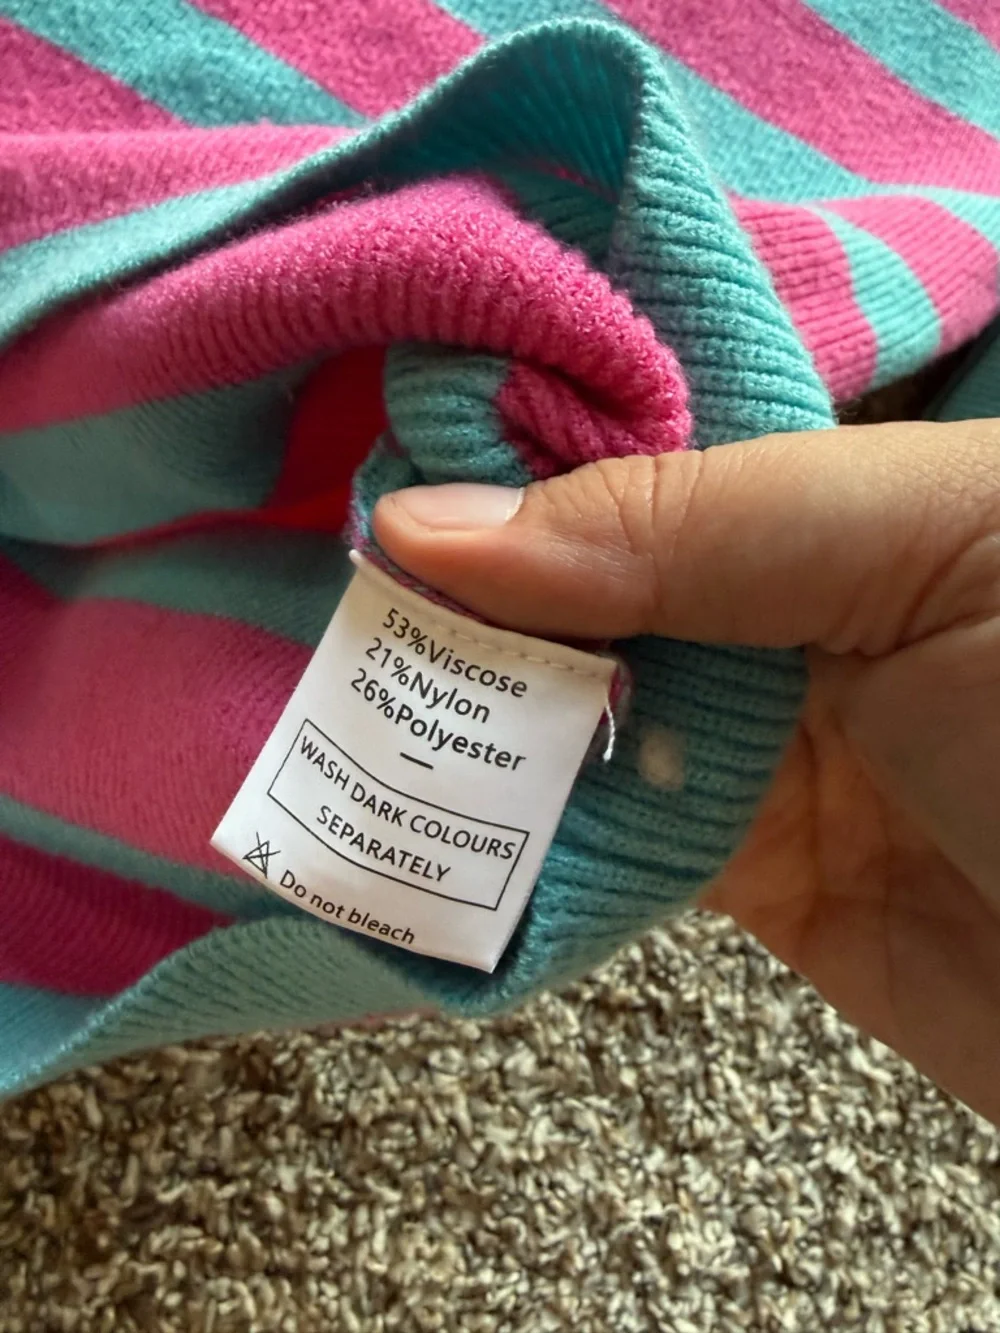 53%Viscose
21%Nylon
26%Polyester
WASH DARK COLOURS
SEPARATELY
Do not bleach